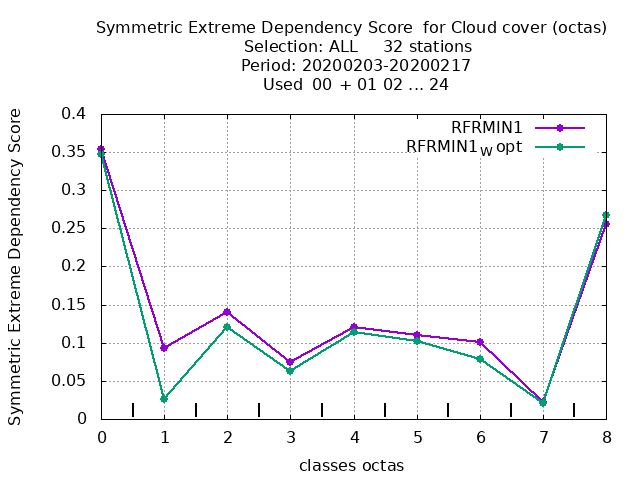 Symmetric Extreme Dependency Score for Cloud cover (octas)
Selection: ALL 32 stations
Period: 20200203-20200217
Used 00 + 01 02 ... 24
Symmetric Extreme Dependency Score
0.4
0.35
0.3
0.25
0.2
0.15
0.1
0.05
0
RFRMIN1
RFRMIN1W opt
0 1 2 3 4 5 6 7 8
classes octas